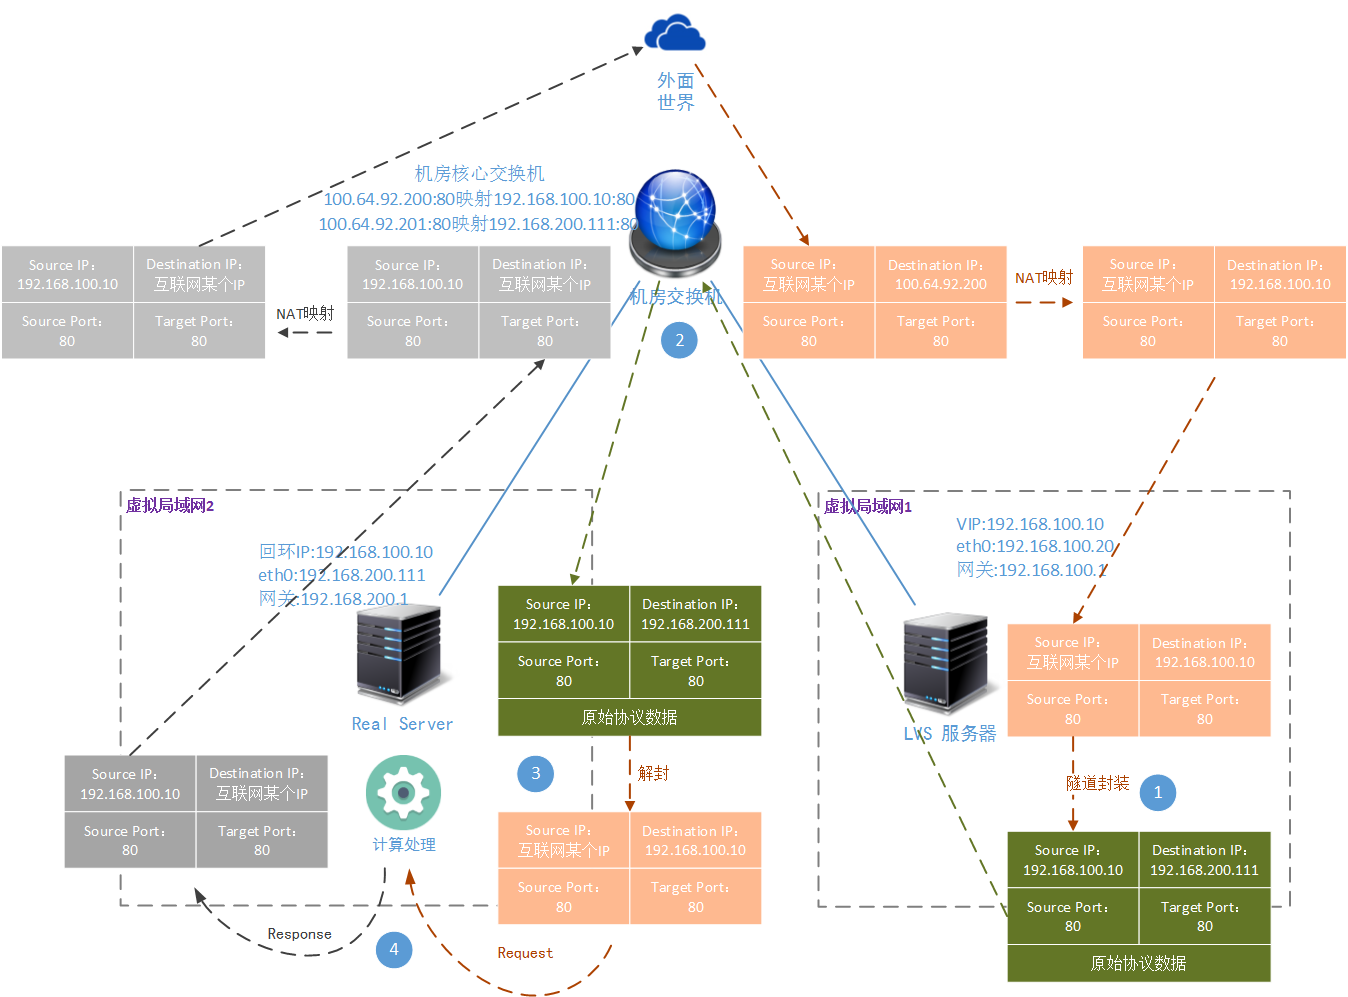 外面
世界
机房核心交换机
100.64.92.200:80映射192.168.100.10:80
100.64.92.201:80映射192.168.200.111:80
机房交换机
2
Source IP:
192.168.100.10
Destination IP:
互联网某个IP
Source Port:
80
Target Port:
80
NAT映射
Source IP:
192.168.100.10
Destination IP:
互联网某个IP
Source Port:
80
Target Port:
80
Source IP:
互联网某个IP
Destination IP:
100.64.92.200
Source Port:
80
Target Port:
80
NAT映射
Source IP:
互联网某个IP
Destination IP:
192.168.100.10
Source Port:
80
Target Port:
80
虚拟局域网2
回环IP:192.168.100.10
eth0:192.168.200.111
网关:192.168.200.1
Real Server
Source IP:
192.168.100.10
Destination IP:
192.168.200.111
Source Port:
80
Target Port:
80
原始协议数据
3
解封
Source IP:
互联网某个IP
Destination IP:
192.168.100.10
Source Port:
80
Target Port:
80
Source IP:
192.168.100.10
Destination IP:
互联网某个IP
Source Port:
80
Target Port:
80
计算处理
Response
4
Request
虚拟局域网1
VIP:192.168.100.10
eth0:192.168.100.20
网关:192.168.100.1
LVS 服务器
Source IP:
互联网某个IP
Destination IP:
192.168.100.10
Source Port:
80
Target Port:
80
隧道封装
1
Source IP:
192.168.100.10
Destination IP:
192.168.200.111
Source Port:
80
Target Port:
80
原始协议数据